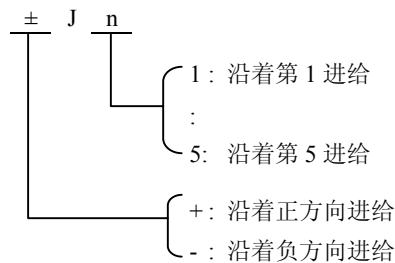 ± J n
1 : 沿着第 1 进给
:
5: 沿着第 5 进给
+ : 沿着正方向进给
- : 沿着负方向进给